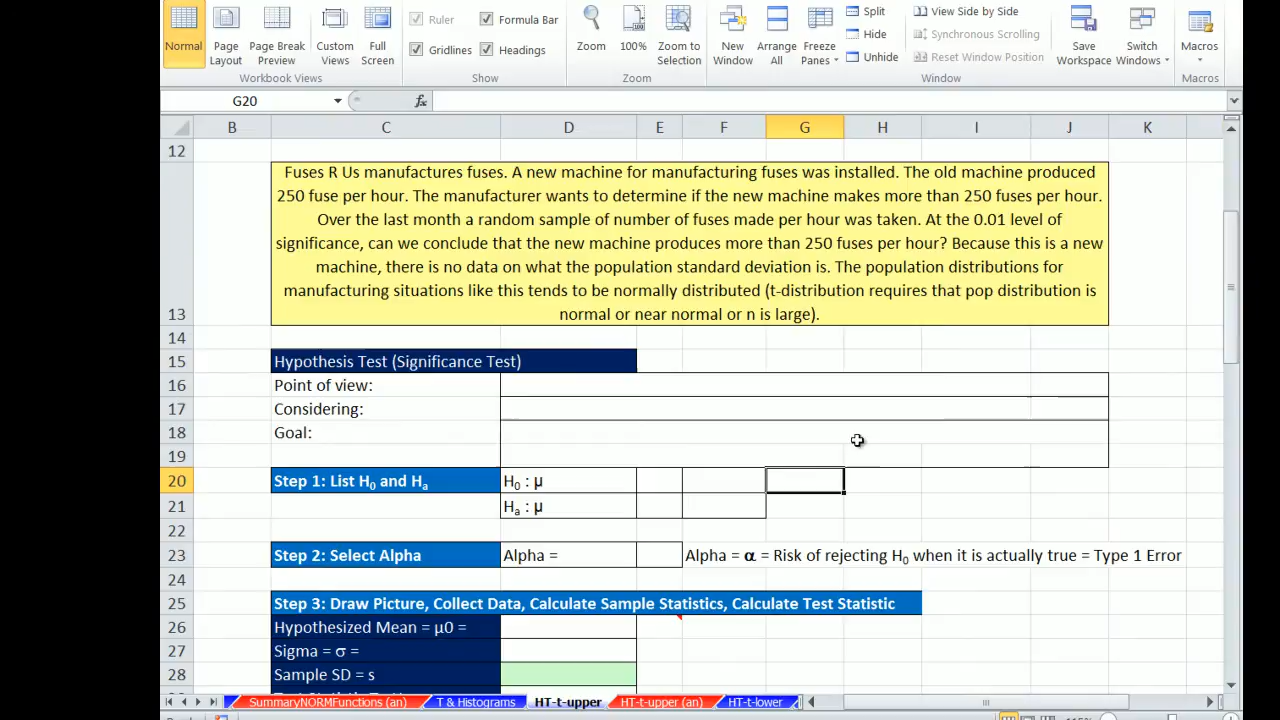 Normal
Page Layout
Page Break Preview
Custom Views
Full Screen
Workbook Views
Ruler
Formula Bar
Gridlines
Headings
Show
Zoom
100%
Zoom to Selection
Zoom
New Window
Arrange All
Freeze Panes
Split
Hide
Unhide
View Side by Side
Synchronous Scrolling
Reset Window Position
Window
Save Workspace
Switch Windows
Macros
Macros
G20
fx
B C D E F G H I J K
12
Fuses R Us manufactures fuses. A new machine for manufacturing fuses was installed. The old machine produced
250 fuse per hour. The manufacturer wants to determine if the new machine makes more than 250 fuses per hour.
Over the last month a random sample of number of fuses made per hour was taken. At the 0.01 level of
significance, can we conclude that the new machine produces more than 250 fuses per hour? Because this is a new
machine, there is no data on what the population standard deviation is. The population distributions for
manufacturing situations like this tends to be normally distributed (t-distribution requires that pop distribution is
13 normal or near normal or n is large).
14
15 Hypothesis Test (Significance Test)
16 Point of view:
17 Considering:
18 Goal:
19
20 Step 1: List H0 and Ha H0 : μ
21 Ha : μ
22
23 Step 2: Select Alpha Alpha = Alpha = α = Risk of rejecting H0 when it is actually true = Type 1 Error
24
25 Step 3: Draw Picture, Collect Data, Calculate Sample Statistics, Calculate Test Statistic
26 Hypothesized Mean = μ0 =
27 Sigma = σ =
28 Sample SD = s
SummaryNORMFunctions (an) T & Histograms HT-t-upper HT-t-upper (an) HT-t-lower